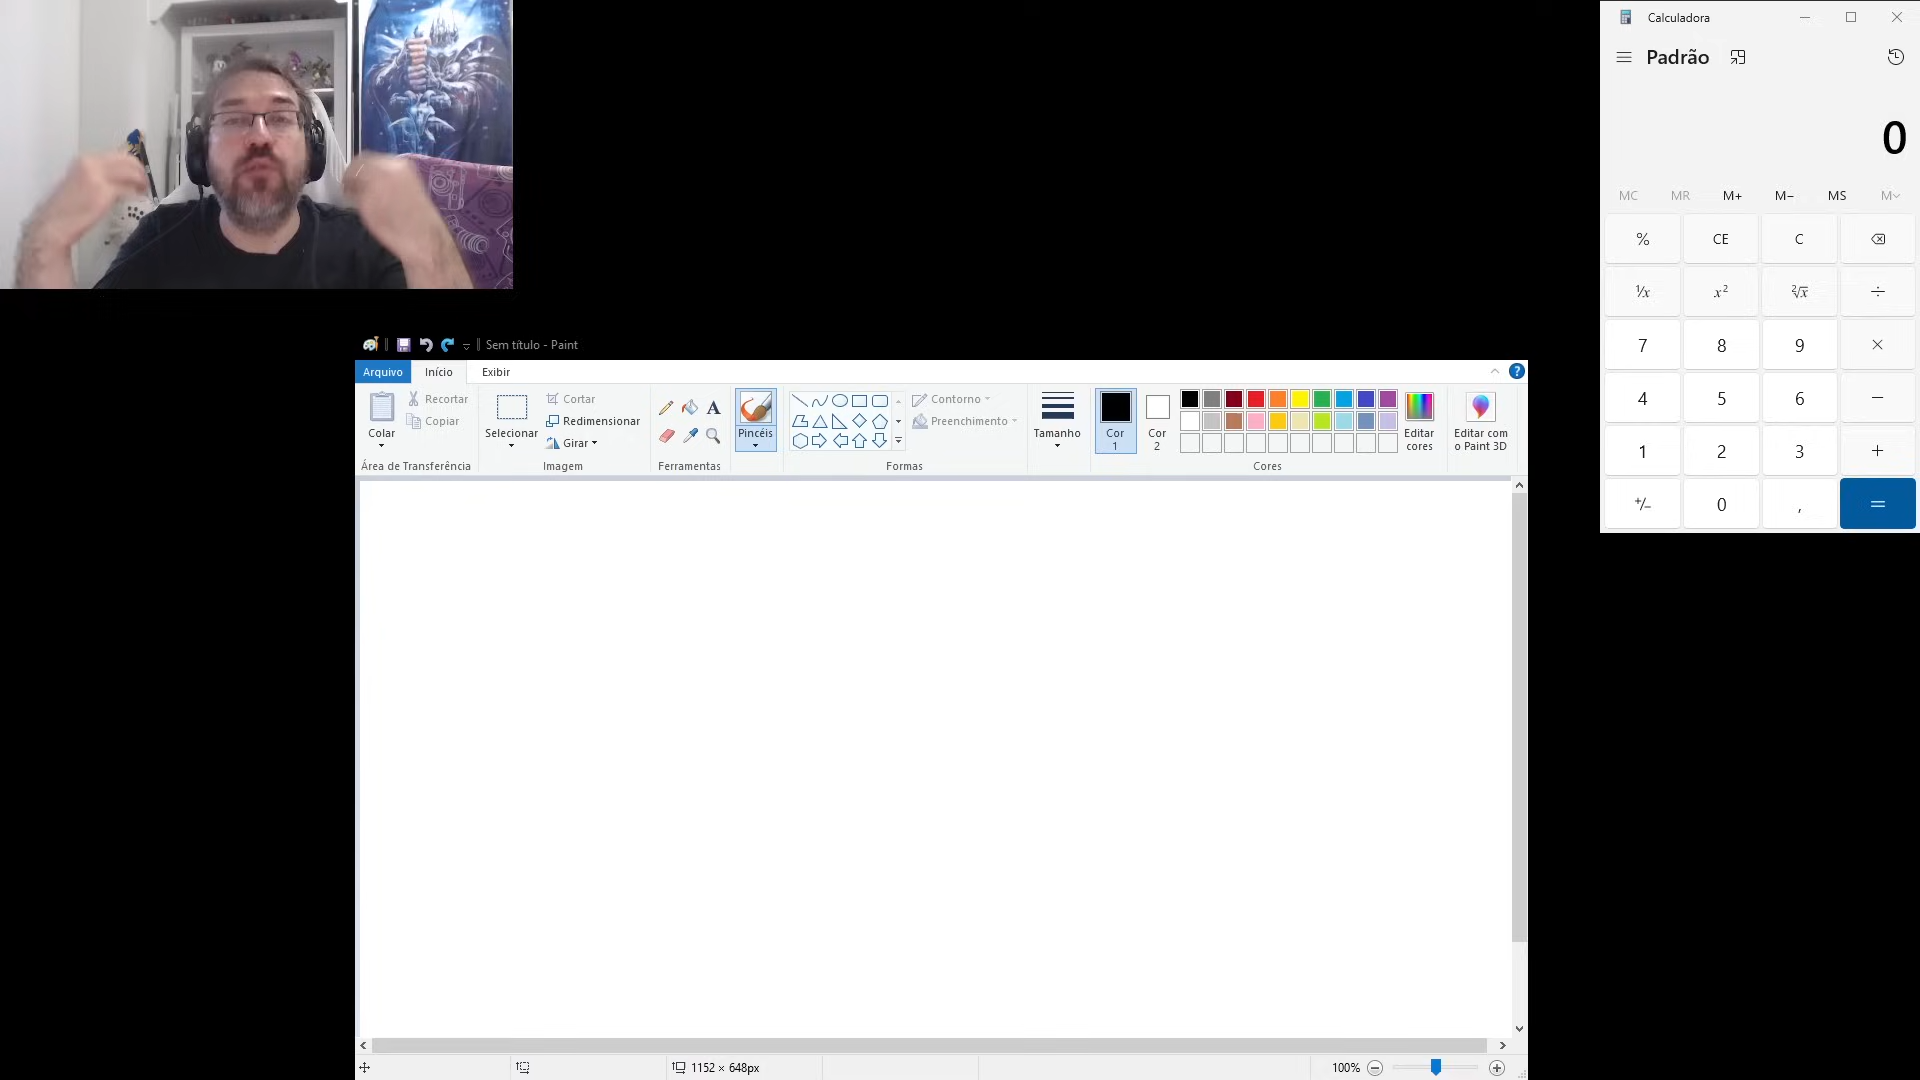 Calculadora
Padrão
0
MC MR M+ M− MS M
% CE C
⅟x x² ²√x ÷
7 8 9 ×
4 5 6 −
1 2 3 +
+/− 0 , =
Sem título - Paint
Arquivo Início Exibir
Colar
Recortar
Copiar
Área de Transferência
Selecionar
Cortar
Redimensionar
Girar
Imagem
A
Ferramentas
Pincéis
Formas
Contorno
Preenchimento
Tamanho
Cor
1
Cor
2
Cores
Editar
cores
Editar com
o Paint 3D
1152 × 648px
100%